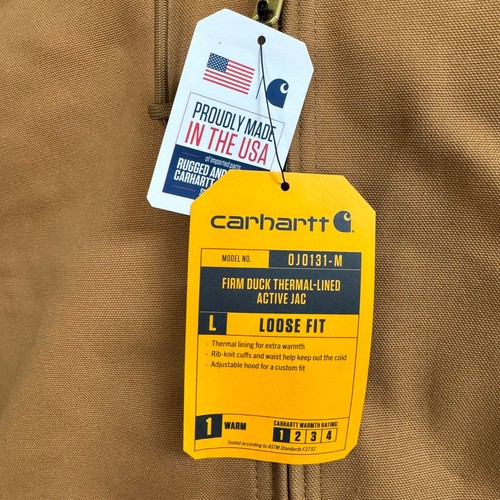 PROUDLY MADE
IN THE USA
of imported parts
RUGGED AND
CARHARTT
carhartt
MODEL NO. 0J0131-M
FIRM DUCK THERMAL-LINED
ACTIVE JAC
L LOOSE FIT
· Thermal lining for extra warmth
· Rib-knit cuffs and waist help keep out the cold
· Adjustable hood for a custom fit
1 WARM
CARHARTT WARMTH RATING:
1 2 3 4
Tested according to ASTM Standards F2732